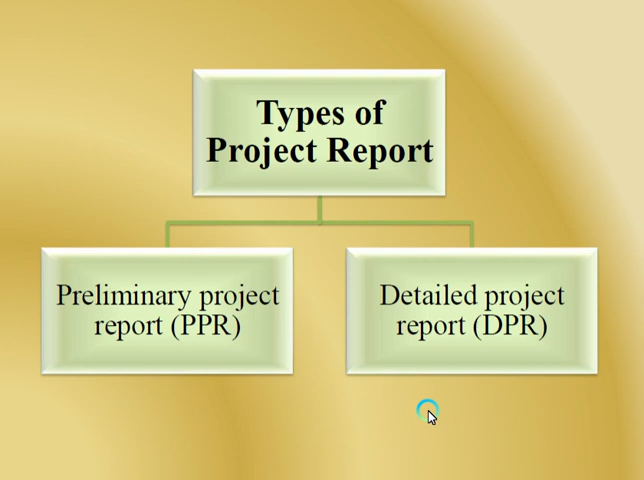 Types of
Project Report
Preliminary project
report (PPR)
Detailed project
report (DPR)